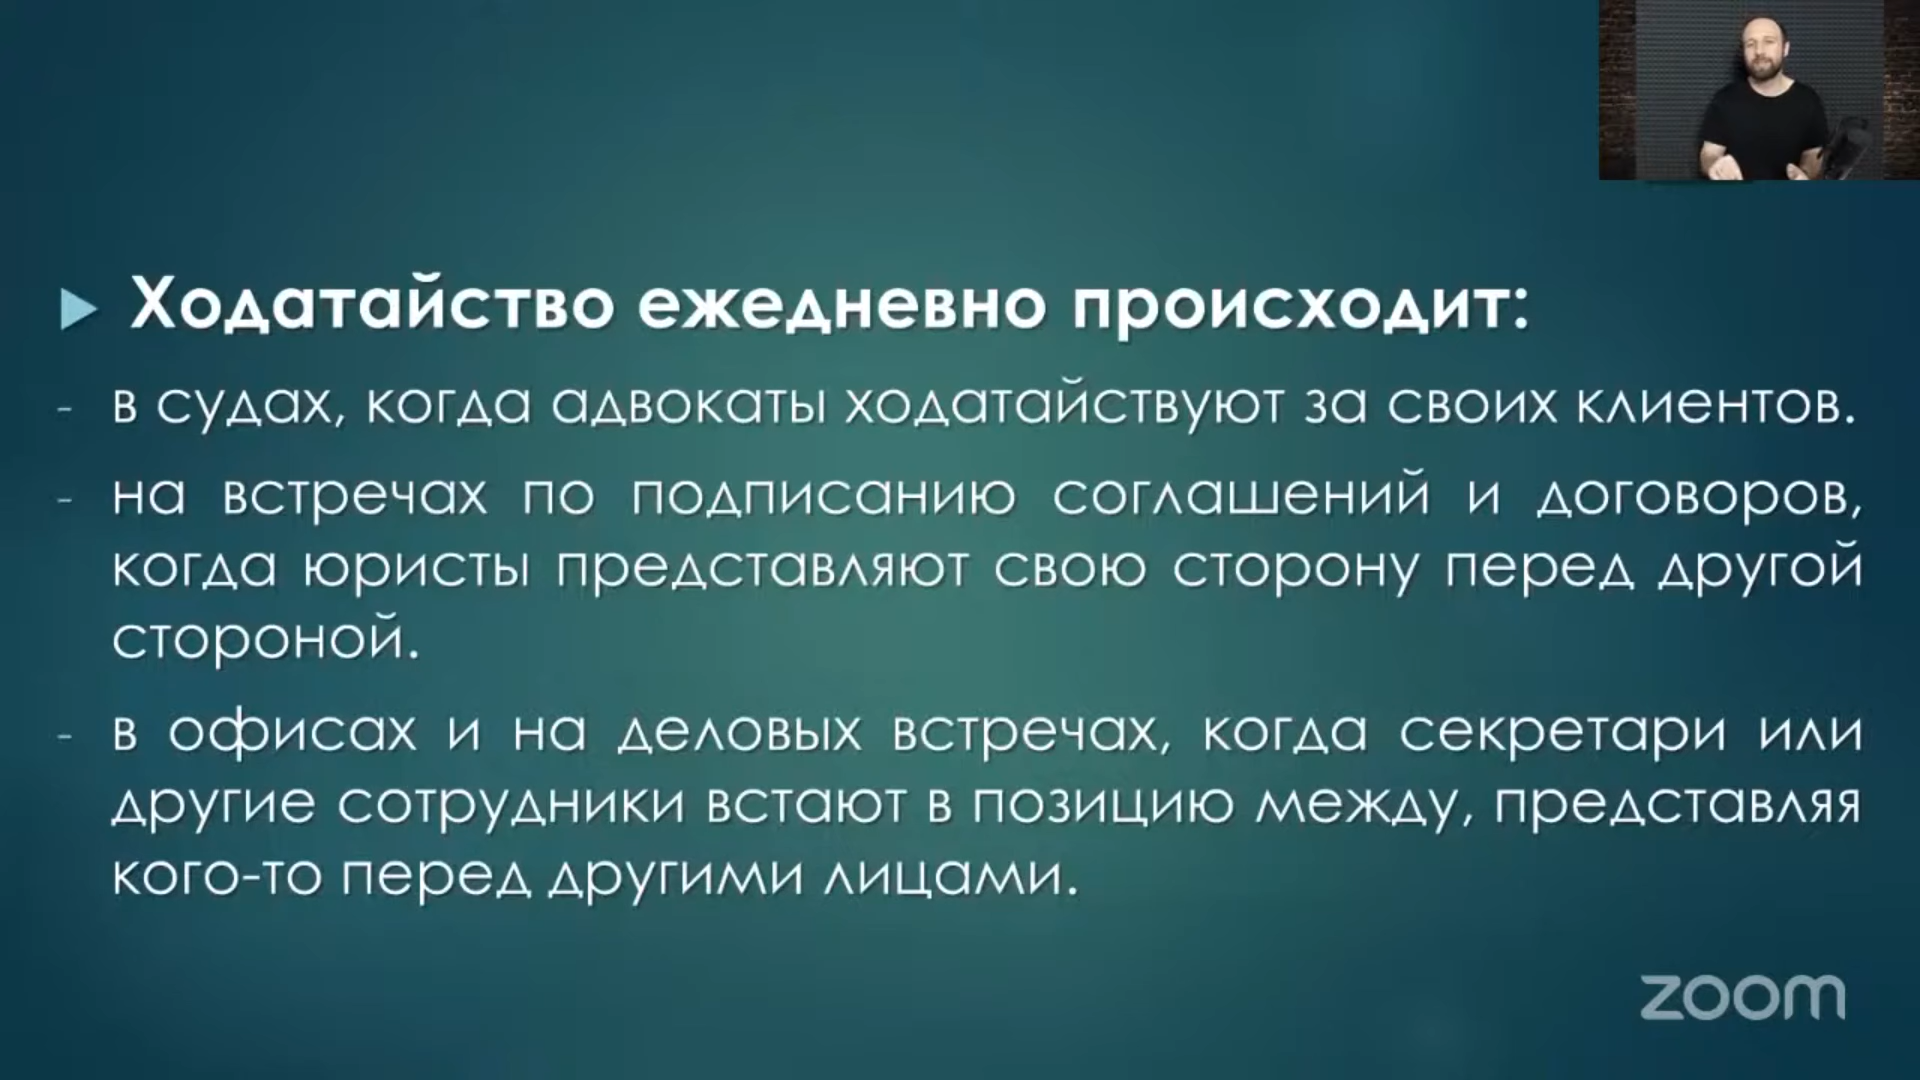 Ходатайство ежедневно происходит:
- в судах, когда адвокаты ходатайствуют за своих клиентов.
- на встречах по подписанию соглашений и договоров,
когда юристы представляют свою сторону перед другой
стороной.
- в офисах и на деловых встречах, когда секретари или
другие сотрудники встают в позицию между, представляя
кого-то перед другими лицами.
zoom